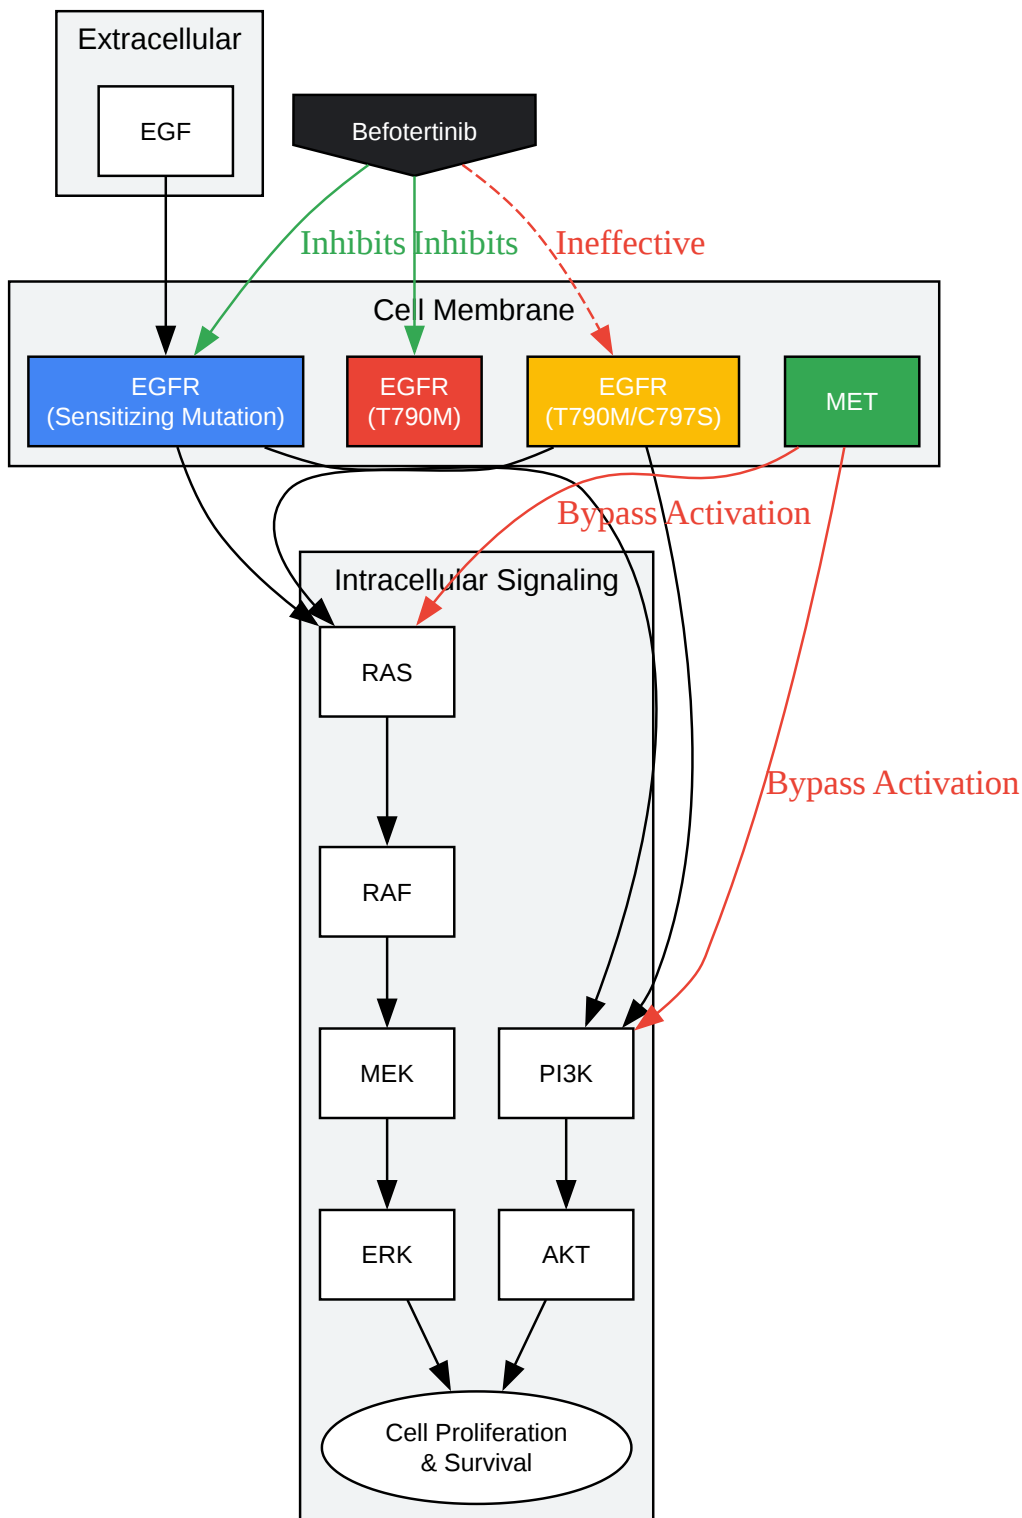 Extracellular
EGF
Befotertinib
Inhibits
Inhibits
Ineffective
Cell Membrane
EGFR
(Sensitizing Mutation)
EGFR
(T790M)
EGFR
(T790M/C797S)
MET
Bypass Activation
Intracellular Signaling
RAS
Bypass Activation
RAF
MEK
PI3K
ERK
AKT
Cell Proliferation
& Survival